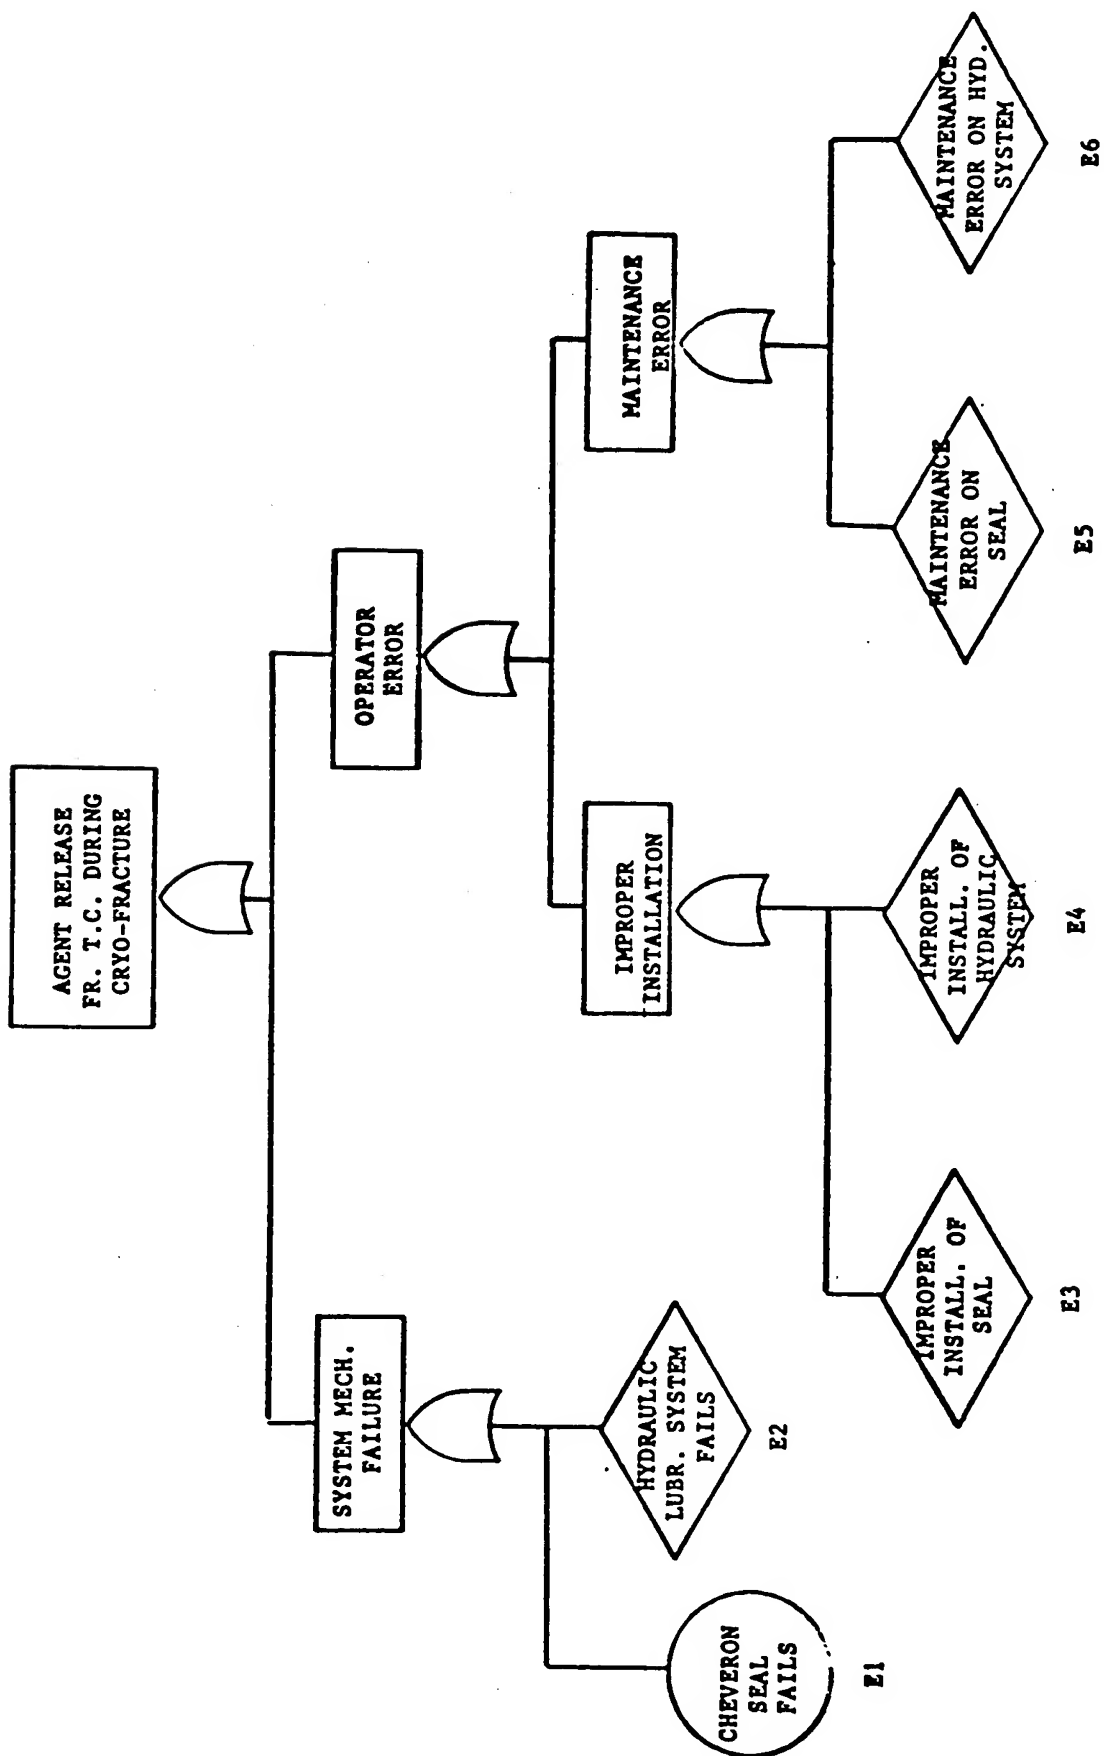 AGENT RELEASE
FR. T.C. DURING
CRYO-FRACTURE
SYSTEM MECH.
FAILURE
OPERATOR
ERROR
CHEVERON
SEAL
FAILS
E1
HYDRAULIC
LUBR. SYSTEM
FAILS
E2
IMPROPER
INSTALLATION
MAINTENANCE
ERROR
IMPROPER
INSTALL. OF
SEAL
E3
IMPROPER
INSTALL. OF
HYDRAULIC
SYSTEM
E4
MAINTENANCE
ERROR ON
SEAL
E5
MAINTENANCE
ERROR ON HYD.
SYSTEM
E6